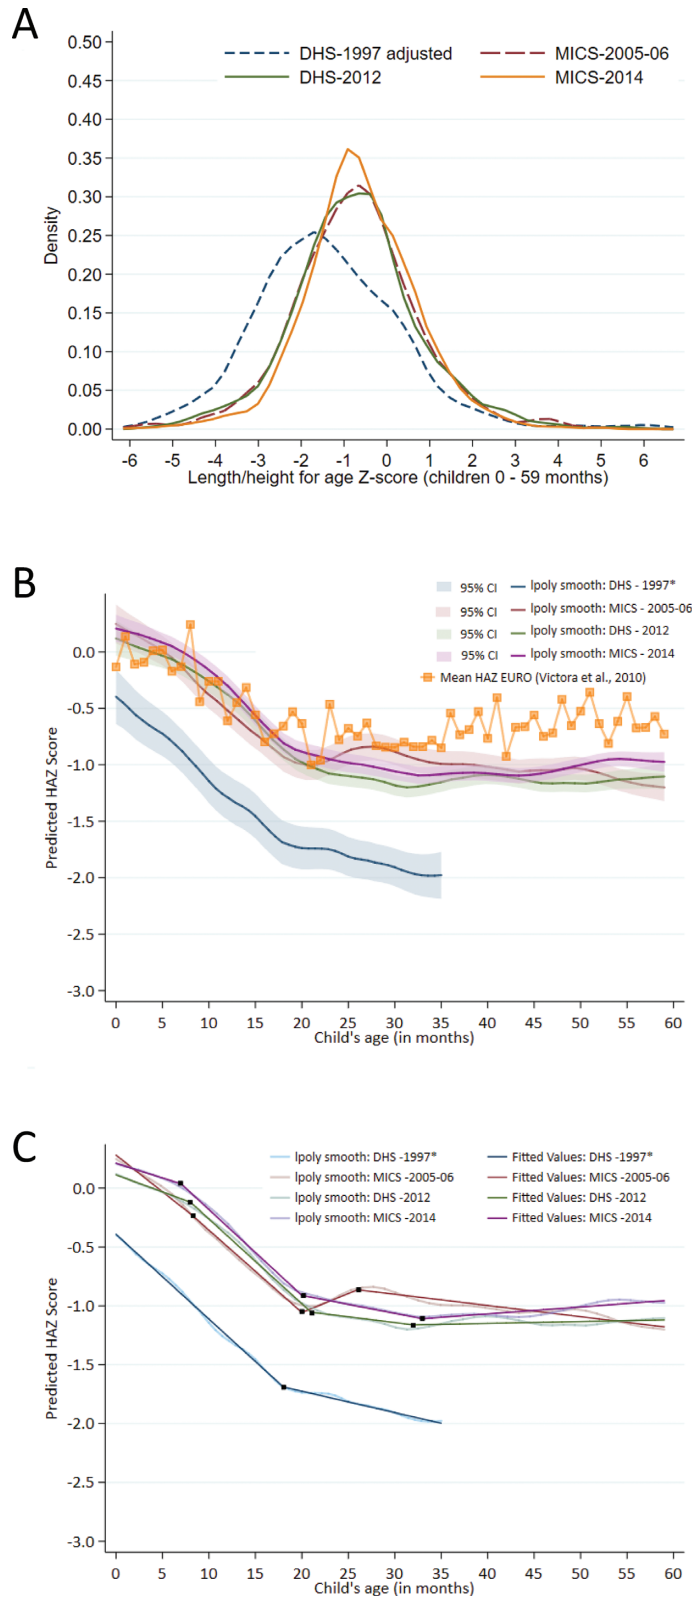 A
DHS-1997 adjusted MICS-2005-06
DHS-2012 MICS-2014
0.50
0.45
0.40
0.35
0.30
0.25
0.20
0.15
0.10
0.05
0.00
Density
-6 -5 -4 -3 -2 -1 0 1 2 3 4 5 6
Length/height for age Z-score (children 0 - 59 months)
B
95% CI lpoly smooth: DHS - 1997*
95% CI lpoly smooth: MICS - 2005-06
95% CI lpoly smooth: DHS - 2012
95% CI lpoly smooth: MICS - 2014
Mean HAZ EURO (Victora et al., 2010)
0.0
-0.5
-1.0
-1.5
-2.0
-2.5
-3.0
Predicted HAZ Score
0 5 10 15 20 25 30 35 40 45 50 55 60
Child's age (in months)
C
lpoly smooth: DHS -1997* Fitted Values: DHS -1997*
lpoly smooth: MICS -2005-06 Fitted Values: MICS -2005-06
lpoly smooth: DHS -2012 Fitted Values: DHS -2012
lpoly smooth: MICS -2014 Fitted Values: MICS -2014
0.0
-0.5
-1.0
-1.5
-2.0
-2.5
-3.0
Predicted HAZ Score
0 5 10 15 20 25 30 35 40 45 50 55 60
Child's age (in months)